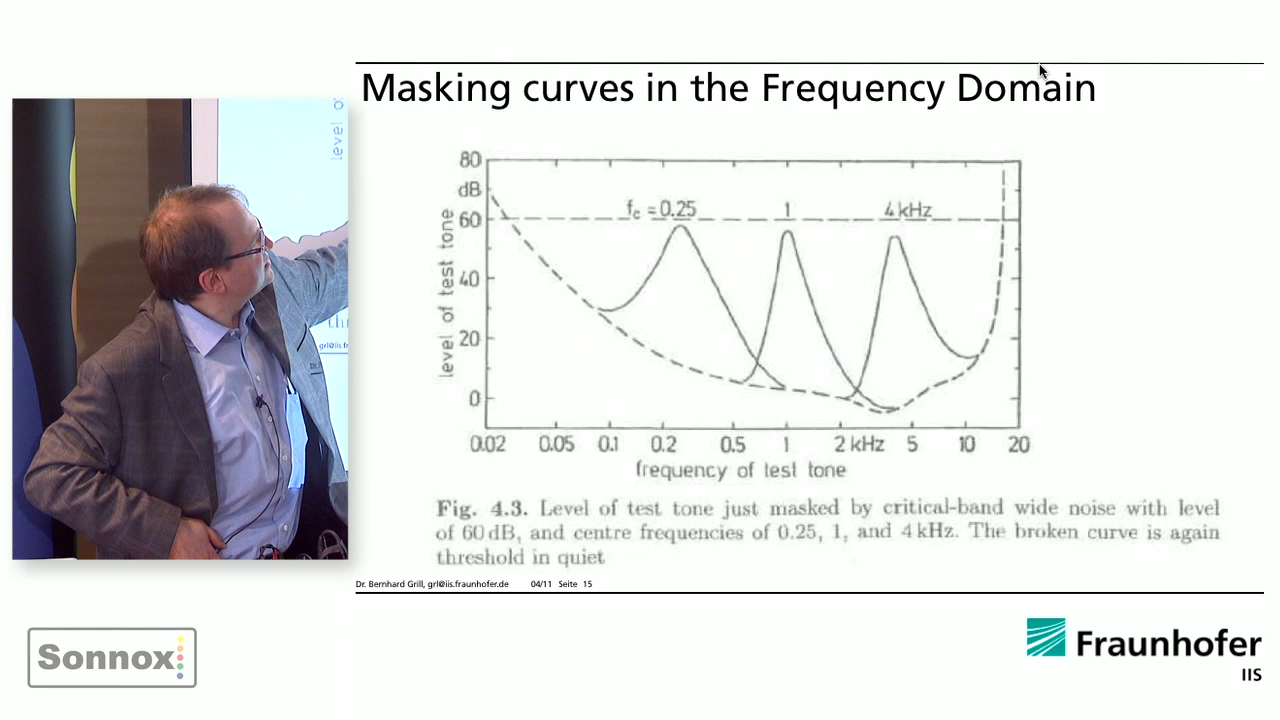 Masking curves in the Frequency Domain
level o
80
dB
60
40
20
0
level of test tone
fc = 0.25
1
4 kHz
0.02 0.05 0.1 0.2 0.5 1 2 kHz 5 10 20
frequency of test tone
Fig. 4.3. Level of test tone just masked by critical-band wide noise with level
of 60 dB, and centre frequencies of 0.25, 1, and 4 kHz. The broken curve is again
threshold in quiet
Dr. Bernhard Grill, grl@iis.fraunhofer.de 04/11 Seite 15
Sonnox
Fraunhofer
IIS